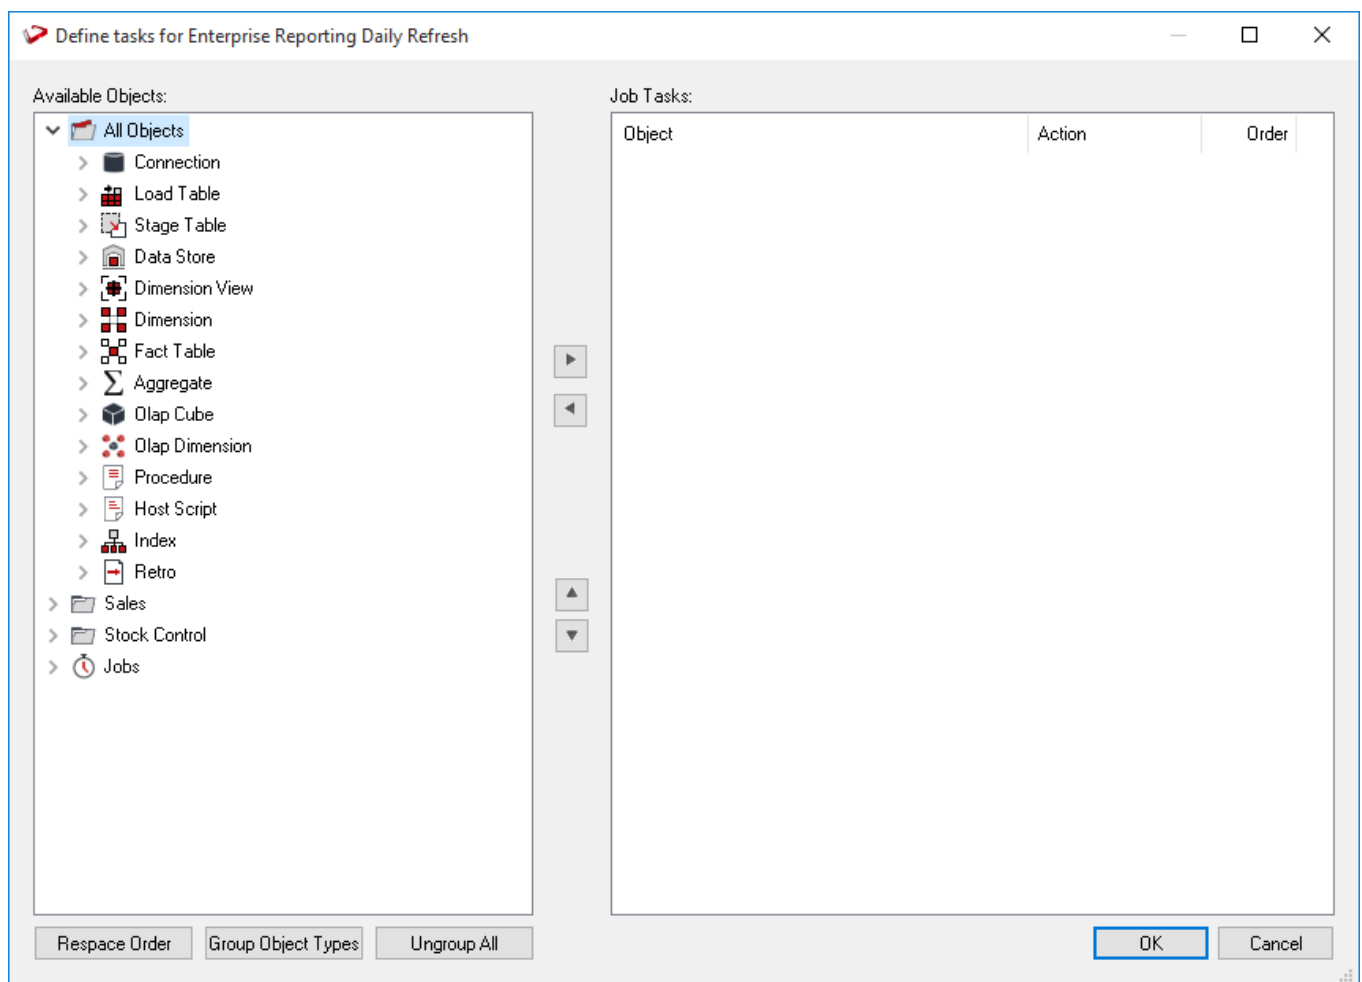 Define tasks for Enterprise Reporting Daily Refresh
Available Objects:
Job Tasks:
All Objects
Connection
Load Table
Stage Table
Data Store
Dimension View
Dimension
Fact Table
Aggregate
Olap Cube
Olap Dimension
Procedure
Host Script
Index
Retro
Sales
Stock Control
Jobs
Object Action Order
Respace Order Group Object Types Ungroup All
OK Cancel